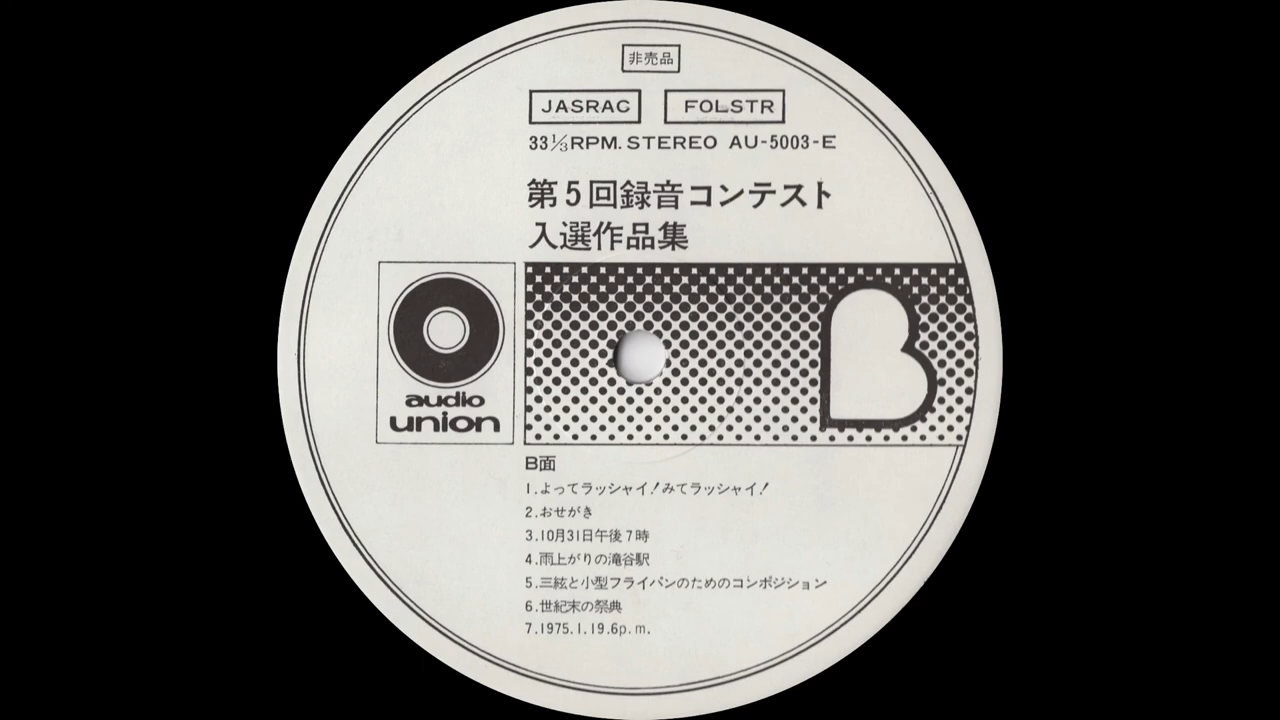 非売品
JASRAC FOLSTR
33⅓RPM. STEREO AU-5003-E
第5回録音コンテスト
入選作品集
B
audio
union
B面
1.よってラッシャイ!みてラッシャイ!
2.おせがき
3.10月31日午後7時
4.雨上がりの滝谷駅
5.三絃と小型フライパンのためのコンポジション
6.世紀末の祭典
7.1975.1.19.6p.m.